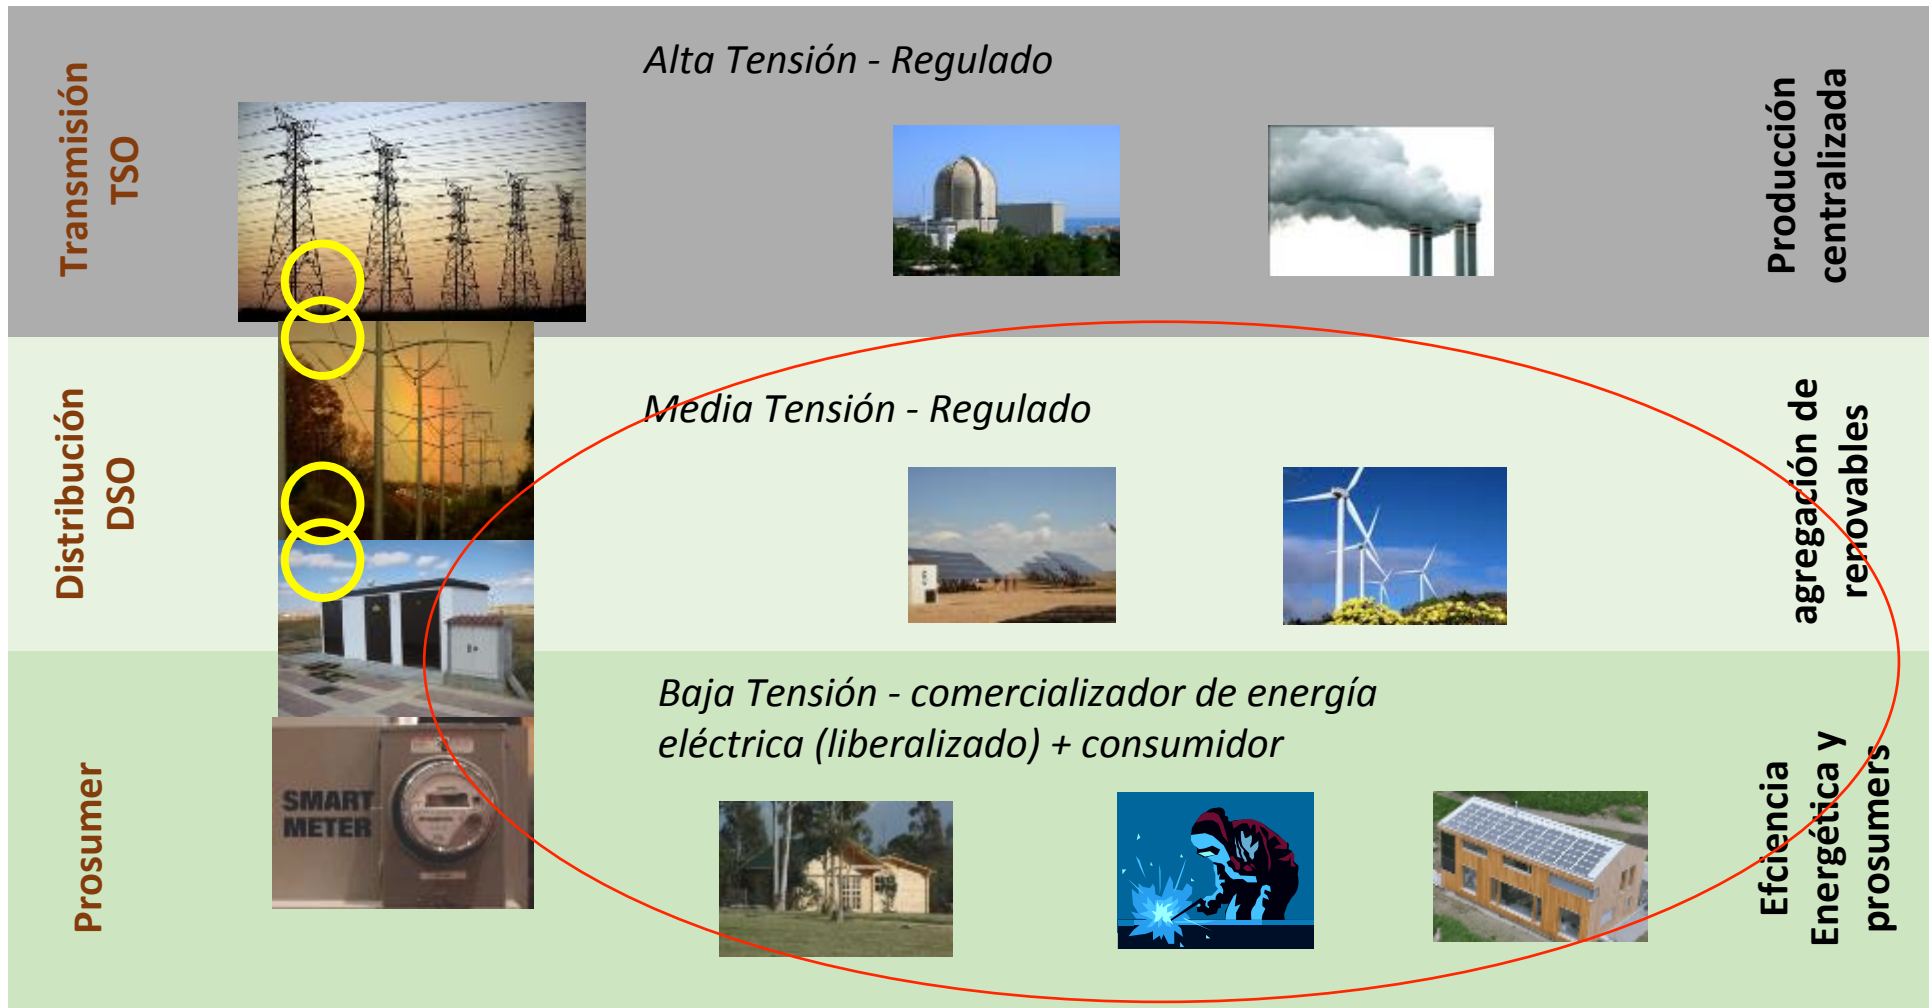 Alta Tensión - Regulado
Transmisión
TSO
Producción
centralizada
Media Tensión - Regulado
Distribución
DSO
agregación de
renovables
Baja Tensión - comercializador de energía
eléctrica (liberalizado) + consumidor
Prosumer
SMART
METER
Efciencia
Energética y
prosumers